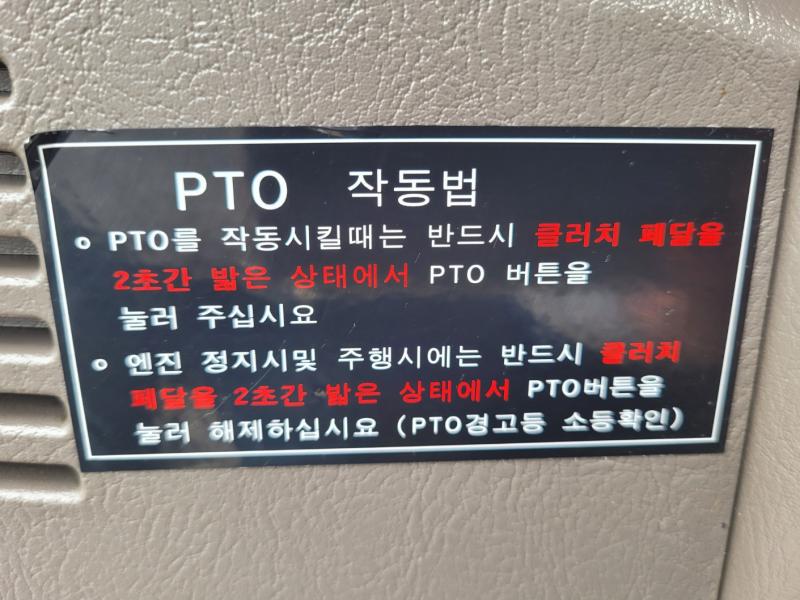 PTO 작동법
o PTO를 작동시킬때는 반드시 클러치 페달을
2초간 밟은 상태에서 PTO 버튼을
눌러 주십시요
o 엔진 정지시및 주행시에는 반드시 클러치
페달을 2초간 밟은 상태에서 PTO버튼을
눌러 해제하십시요 (PTO경고등 소등확인)